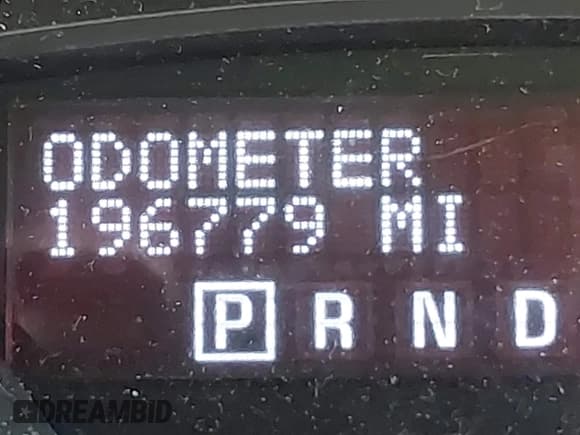 ODOMETER
196779 MI
P R N D
DREAMBID